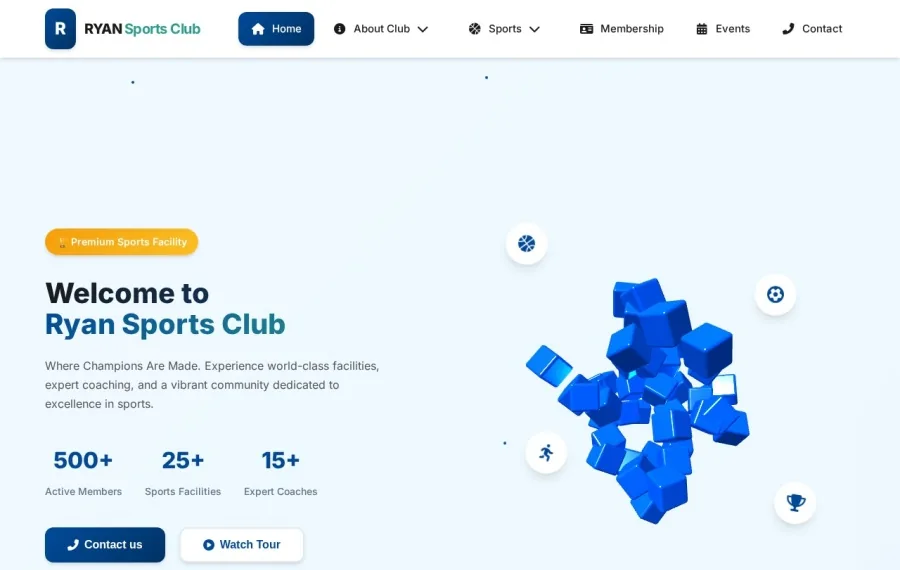 R RYAN Sports Club
Home
About Club
Sports
Membership
Events
Contact
Premium Sports Facility
Welcome to
Ryan Sports Club
Where Champions Are Made. Experience world-class facilities,
expert coaching, and a vibrant community dedicated to
excellence in sports.
500+ 25+ 15+
Active Members Sports Facilities Expert Coaches
Contact us Watch Tour